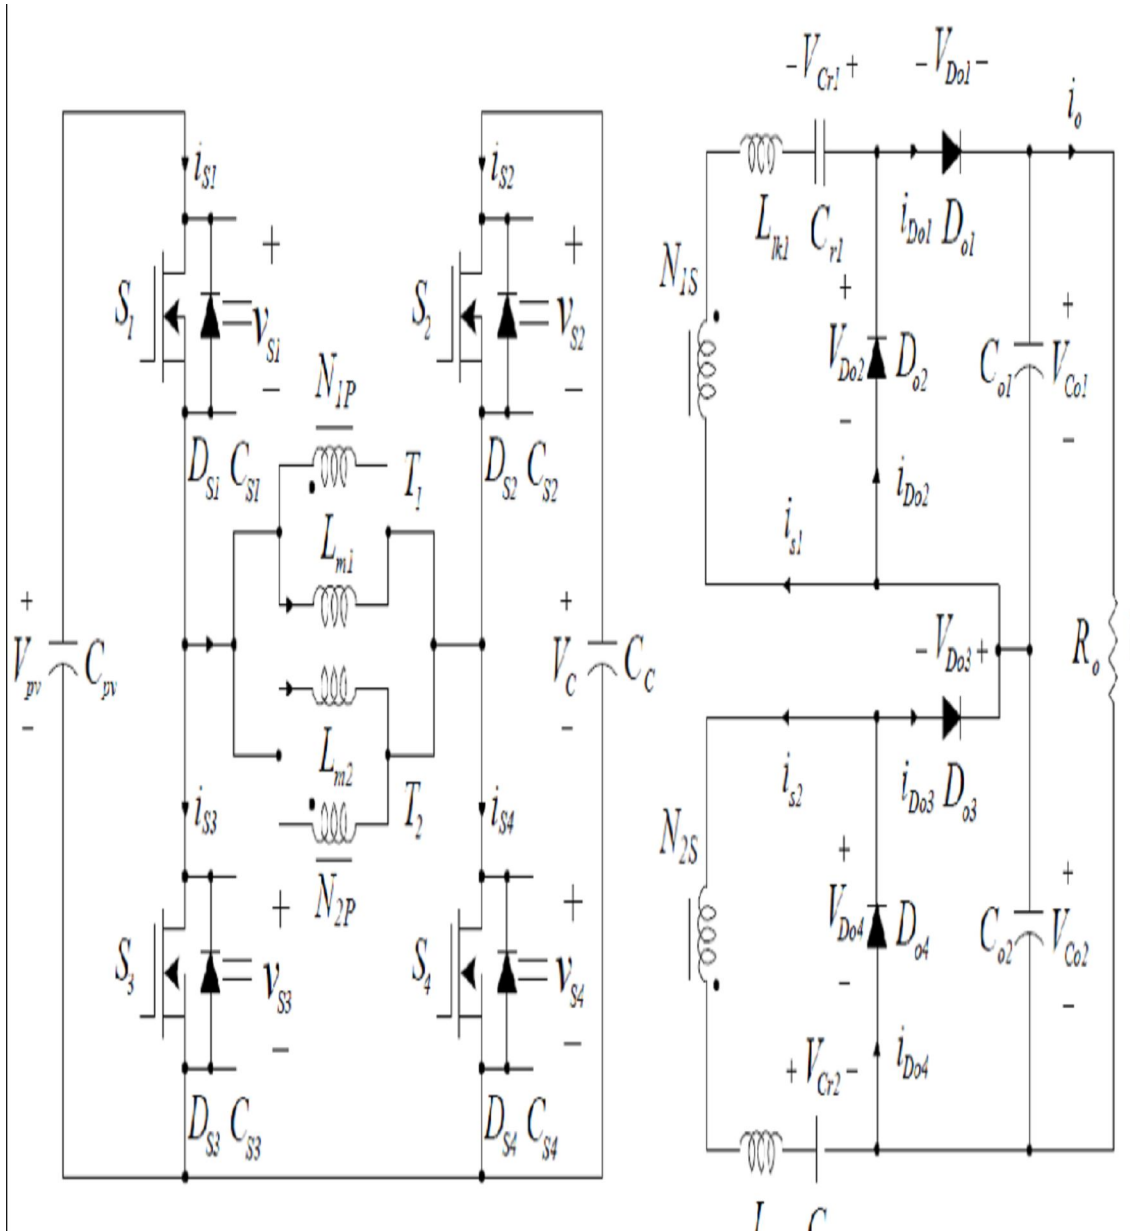 − V_Cr1 +
− V_Do1 −
i_o
i_S1
i_S2
L_lk1
C_r1
i_Do1 D_o1
N_1S
S_1
+
v_S1
−
S_2
+
v_S2
−
+
V_Do2
−
D_o2
C_o1
+
V_Co1
−
N_1P
D_S1 C_S1
T_1
D_S2 C_S2
i_Do2
L_m1
i_s1
+
V_pv
−
C_pv
+
V_C
−
C_C
− V_Do3 +
R_o
L_m2
i_s2
i_Do3 D_o3
i_S3
T_2
i_S4
N_2S
N_2P
S_3
+
v_S3
−
S_4
+
v_S4
−
+
V_Do4
−
D_o4
C_o2
+
V_Co2
−
+ V_Cr2 −
i_Do4
D_S3 C_S3
D_S4 C_S4